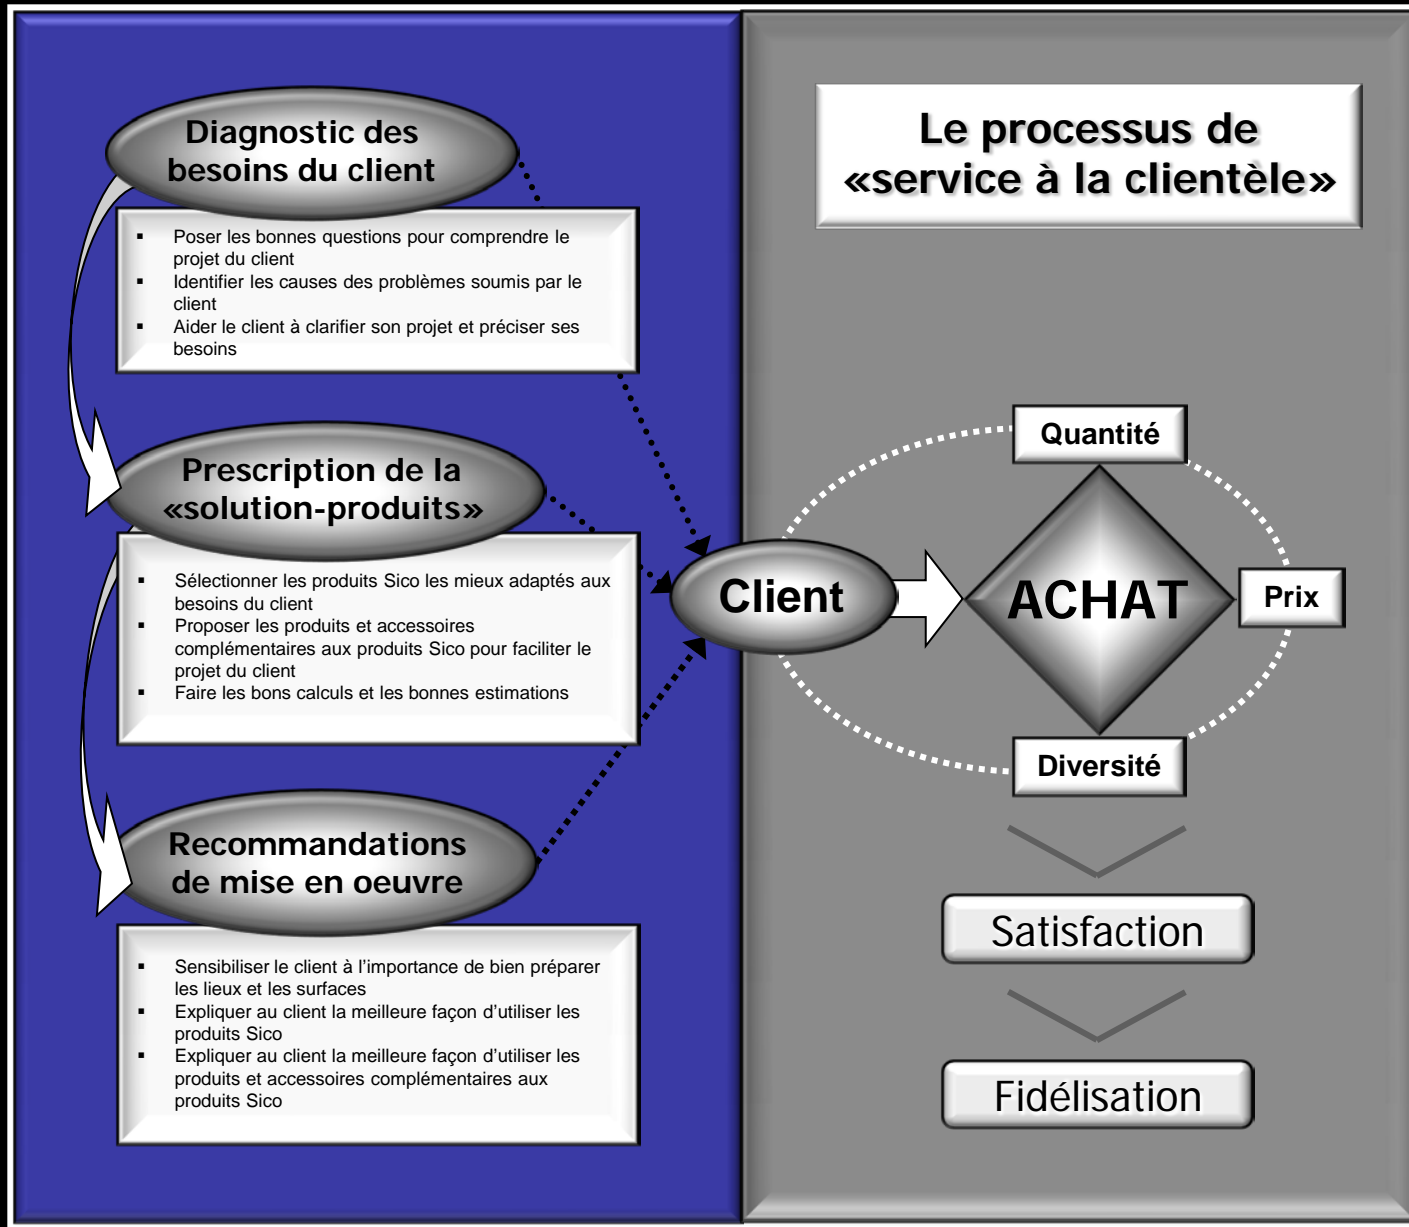 Diagnostic des
besoins du client
▪ Poser les bonnes questions pour comprendre le
projet du client
▪ Identifier les causes des problèmes soumis par le
client
▪ Aider le client à clarifier son projet et préciser ses
besoins
Prescription de la
«solution-produits»
▪ Sélectionner les produits Sico les mieux adaptés aux
besoins du client
▪ Proposer les produits et accessoires
complémentaires aux produits Sico pour faciliter le
projet du client
▪ Faire les bons calculs et les bonnes estimations
Recommandations
de mise en oeuvre
▪ Sensibiliser le client à l’importance de bien préparer
les lieux et les surfaces
▪ Expliquer au client la meilleure façon d’utiliser les
produits Sico
▪ Expliquer au client la meilleure façon d’utiliser les
produits et accessoires complémentaires aux
produits Sico
Le processus de
«service à la clientèle»
Client
Quantité
ACHAT
Prix
Diversité
Satisfaction
Fidélisation